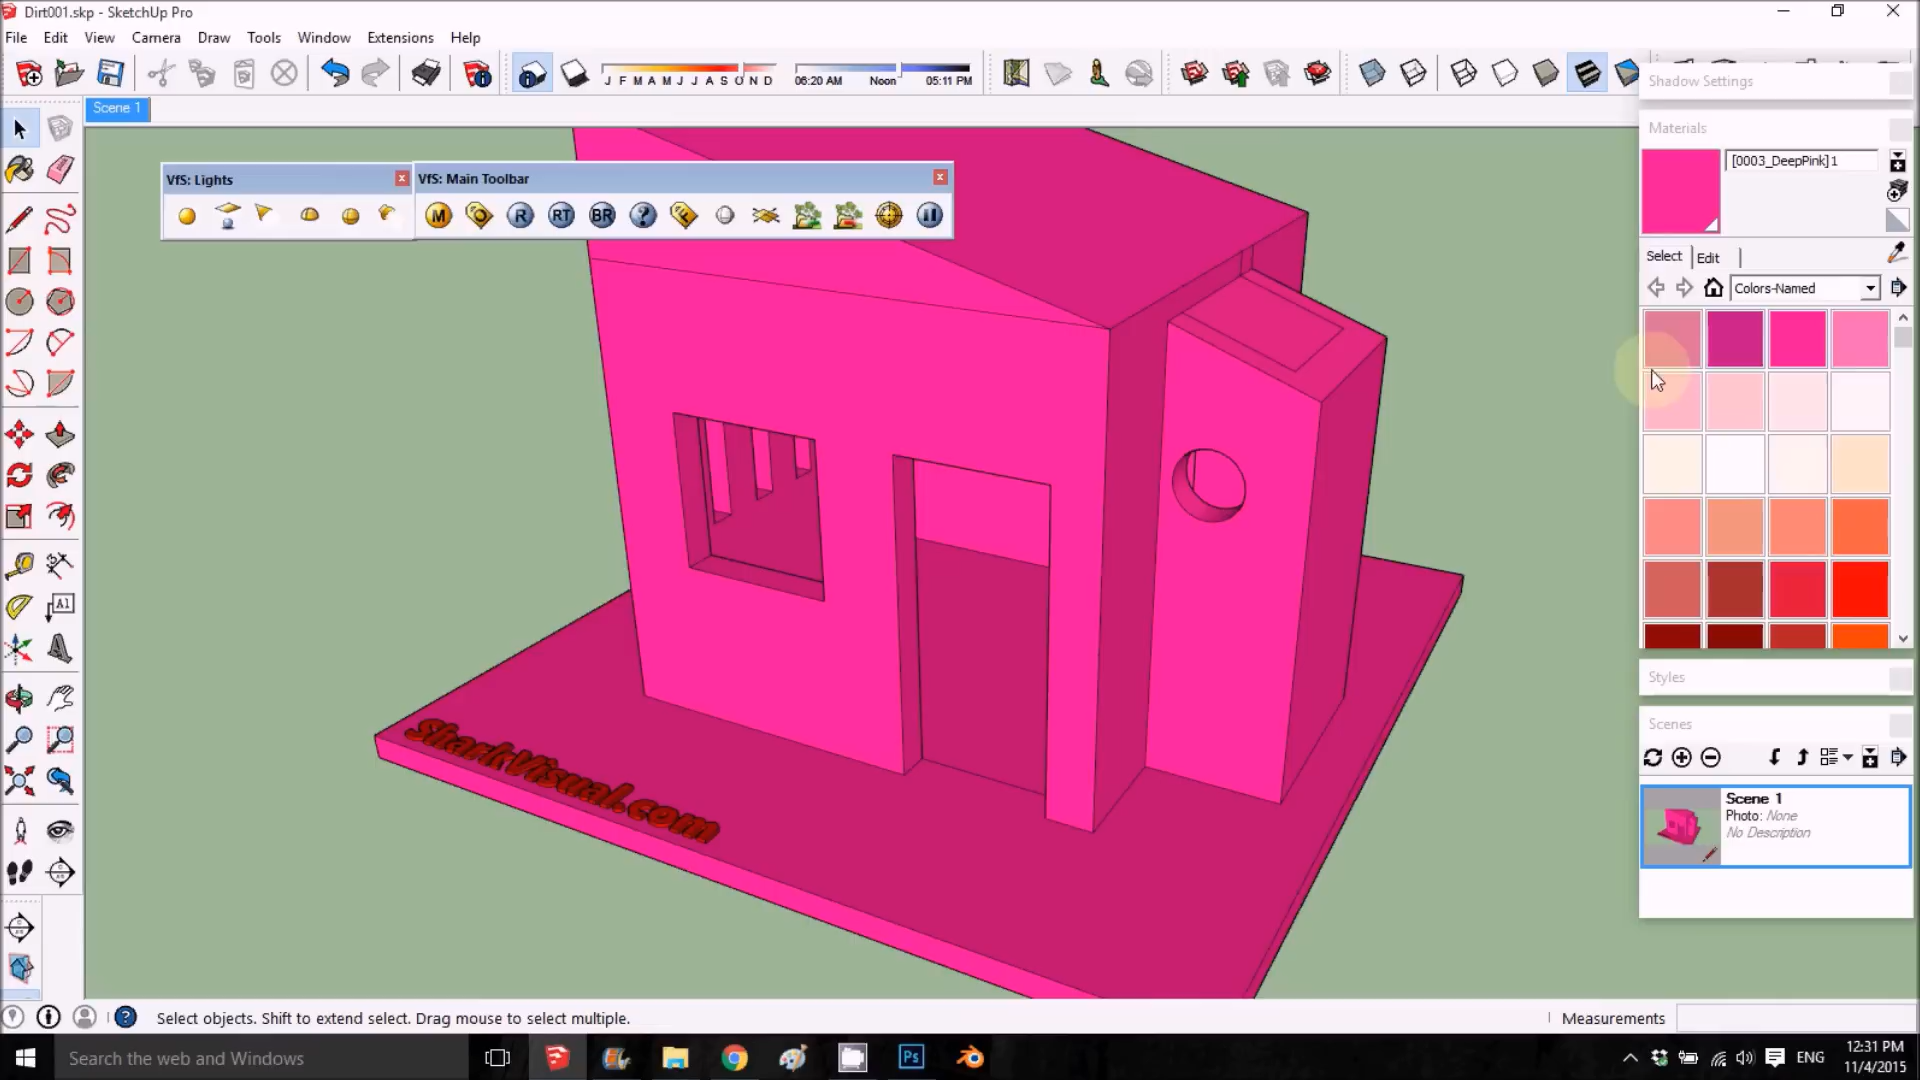 Dirt001.skp - SketchUp Pro
File Edit View Camera Draw Tools Window Extensions Help
J F M A M J J A S O N D
06:20 AM Noon 05:11 PM
Scene 1
Shadow Settings
Materials
[0003_DeepPink]1
Select Edit
Colors-Named
VfS: Lights
VfS: Main Toolbar
M R RT BR ?
A1
SharkVisual.com
Styles
Scenes
Scene 1
Photo: None
No Description
Select objects. Shift to extend select. Drag mouse to select multiple.
Measurements
Search the web and Windows
Ps
ENG
12:31 PM
11/4/2015